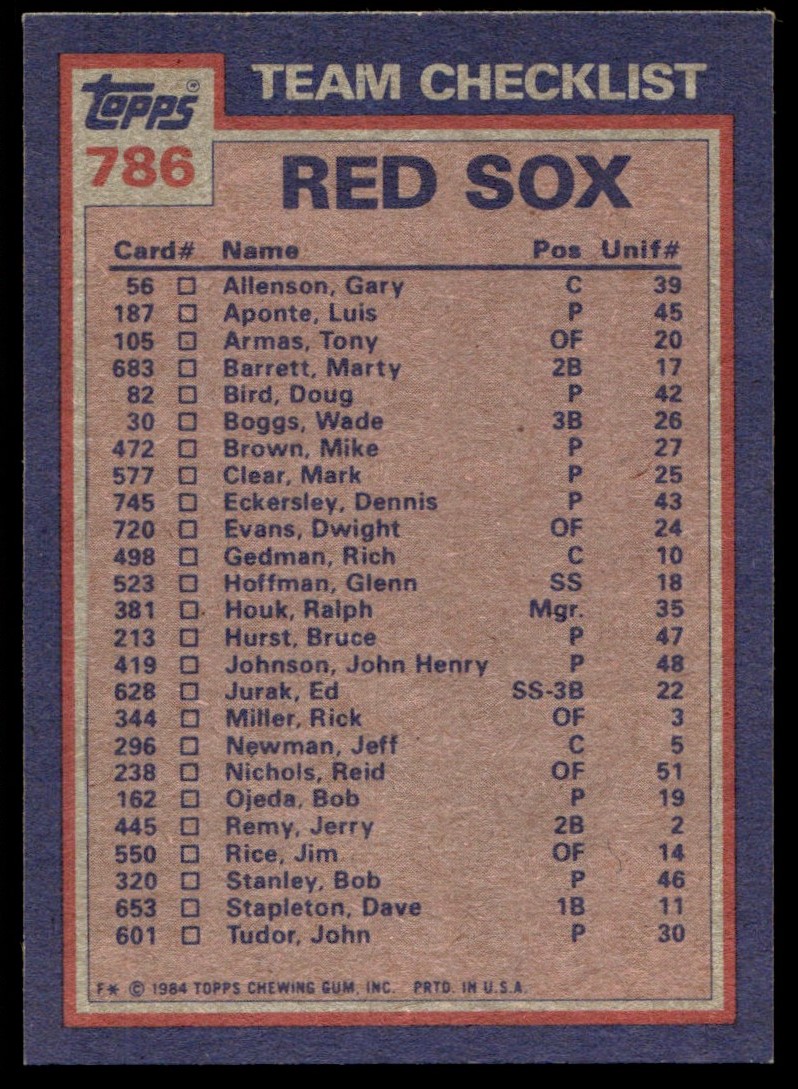 TEAM CHECKLIST
Topps®
786
RED SOX
Card# Name Pos Unif#
56 Allenson, Gary C 39
187 Aponte, Luis P 45
105 Armas, Tony OF 20
683 Barrett, Marty 2B 17
82 Bird, Doug P 42
30 Boggs, Wade 3B 26
472 Brown, Mike P 27
577 Clear, Mark P 25
745 Eckersley, Dennis P 43
720 Evans, Dwight OF 24
498 Gedman, Rich C 10
523 Hoffman, Glenn SS 18
381 Houk, Ralph Mgr. 35
213 Hurst, Bruce P 47
419 Johnson, John Henry P 48
628 Jurak, Ed SS-3B 22
344 Miller, Rick OF 3
296 Newman, Jeff C 5
238 Nichols, Reid OF 51
162 Ojeda, Bob P 19
445 Remy, Jerry 2B 2
550 Rice, Jim OF 14
320 Stanley, Bob P 46
653 Stapleton, Dave 1B 11
601 Tudor, John P 30
F* © 1984 TOPPS CHEWING GUM, INC. PRTD. IN U.S.A.